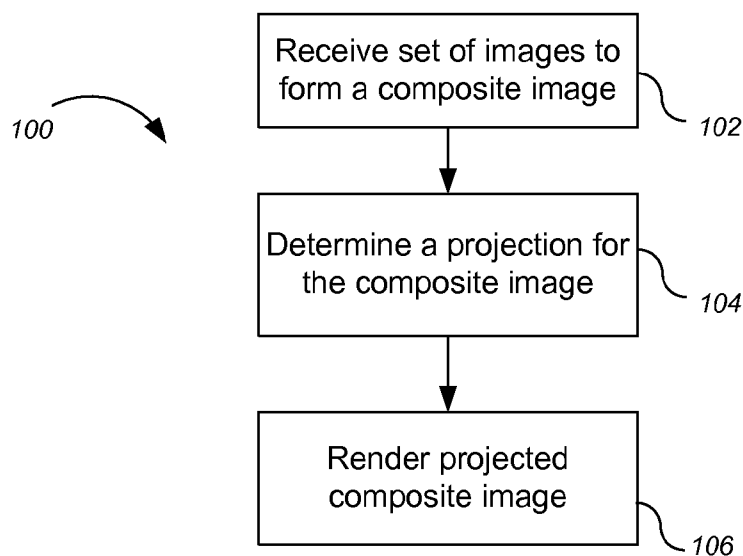 Receive set of images to
form a composite image
100
102
Determine a projection for
the composite image
104
Render projected
composite image
106